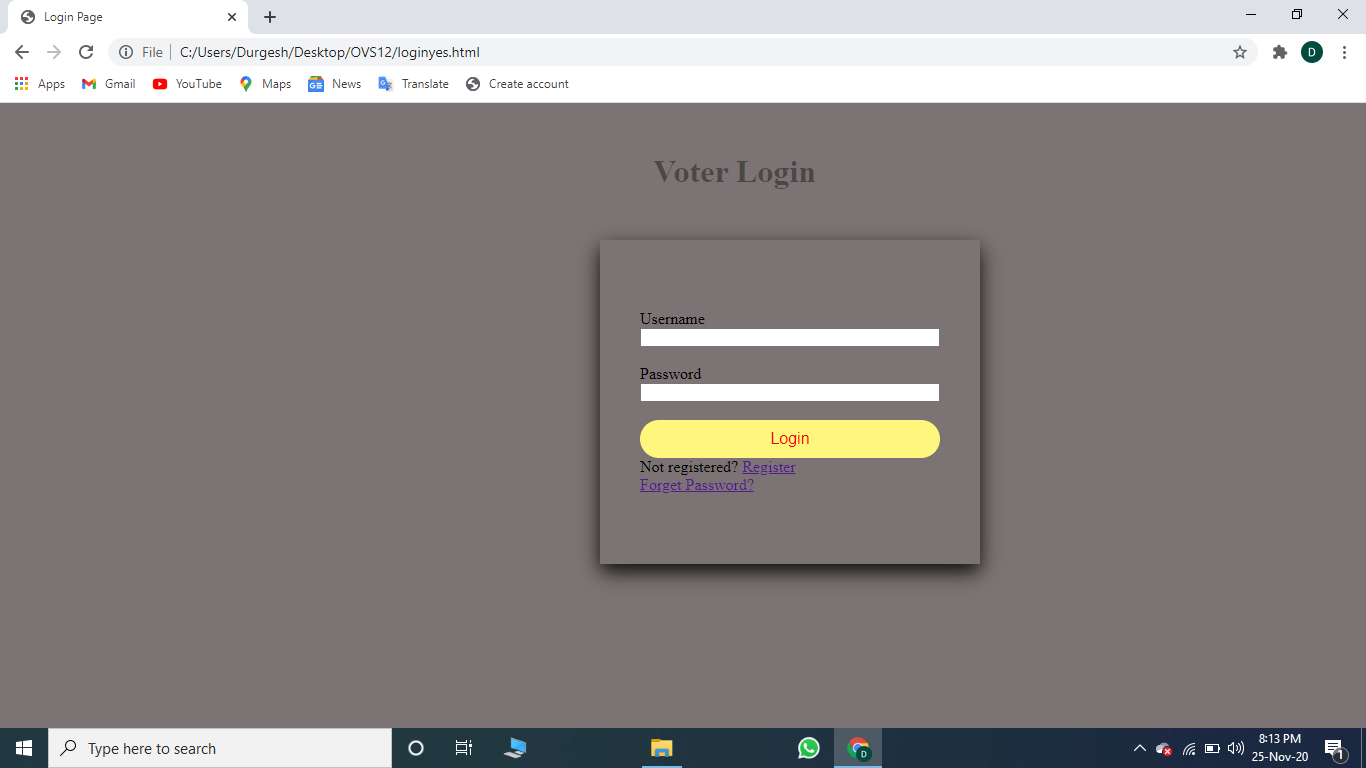 Login Page
File C:/Users/Durgesh/Desktop/OVS12/loginyes.html D
Apps Gmail YouTube Maps News Translate Create account
Voter Login
Username
Password
Login
Not registered? Register
Forget Password?
Type here to search
D
8:13 PM
25-Nov-20
1